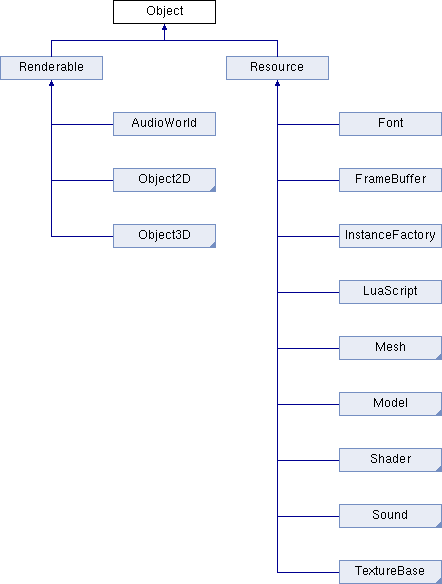 Object
Renderable
Resource
AudioWorld
Font
Object2D
FrameBuffer
Object3D
InstanceFactory
LuaScript
Mesh
Model
Shader
Sound
TextureBase